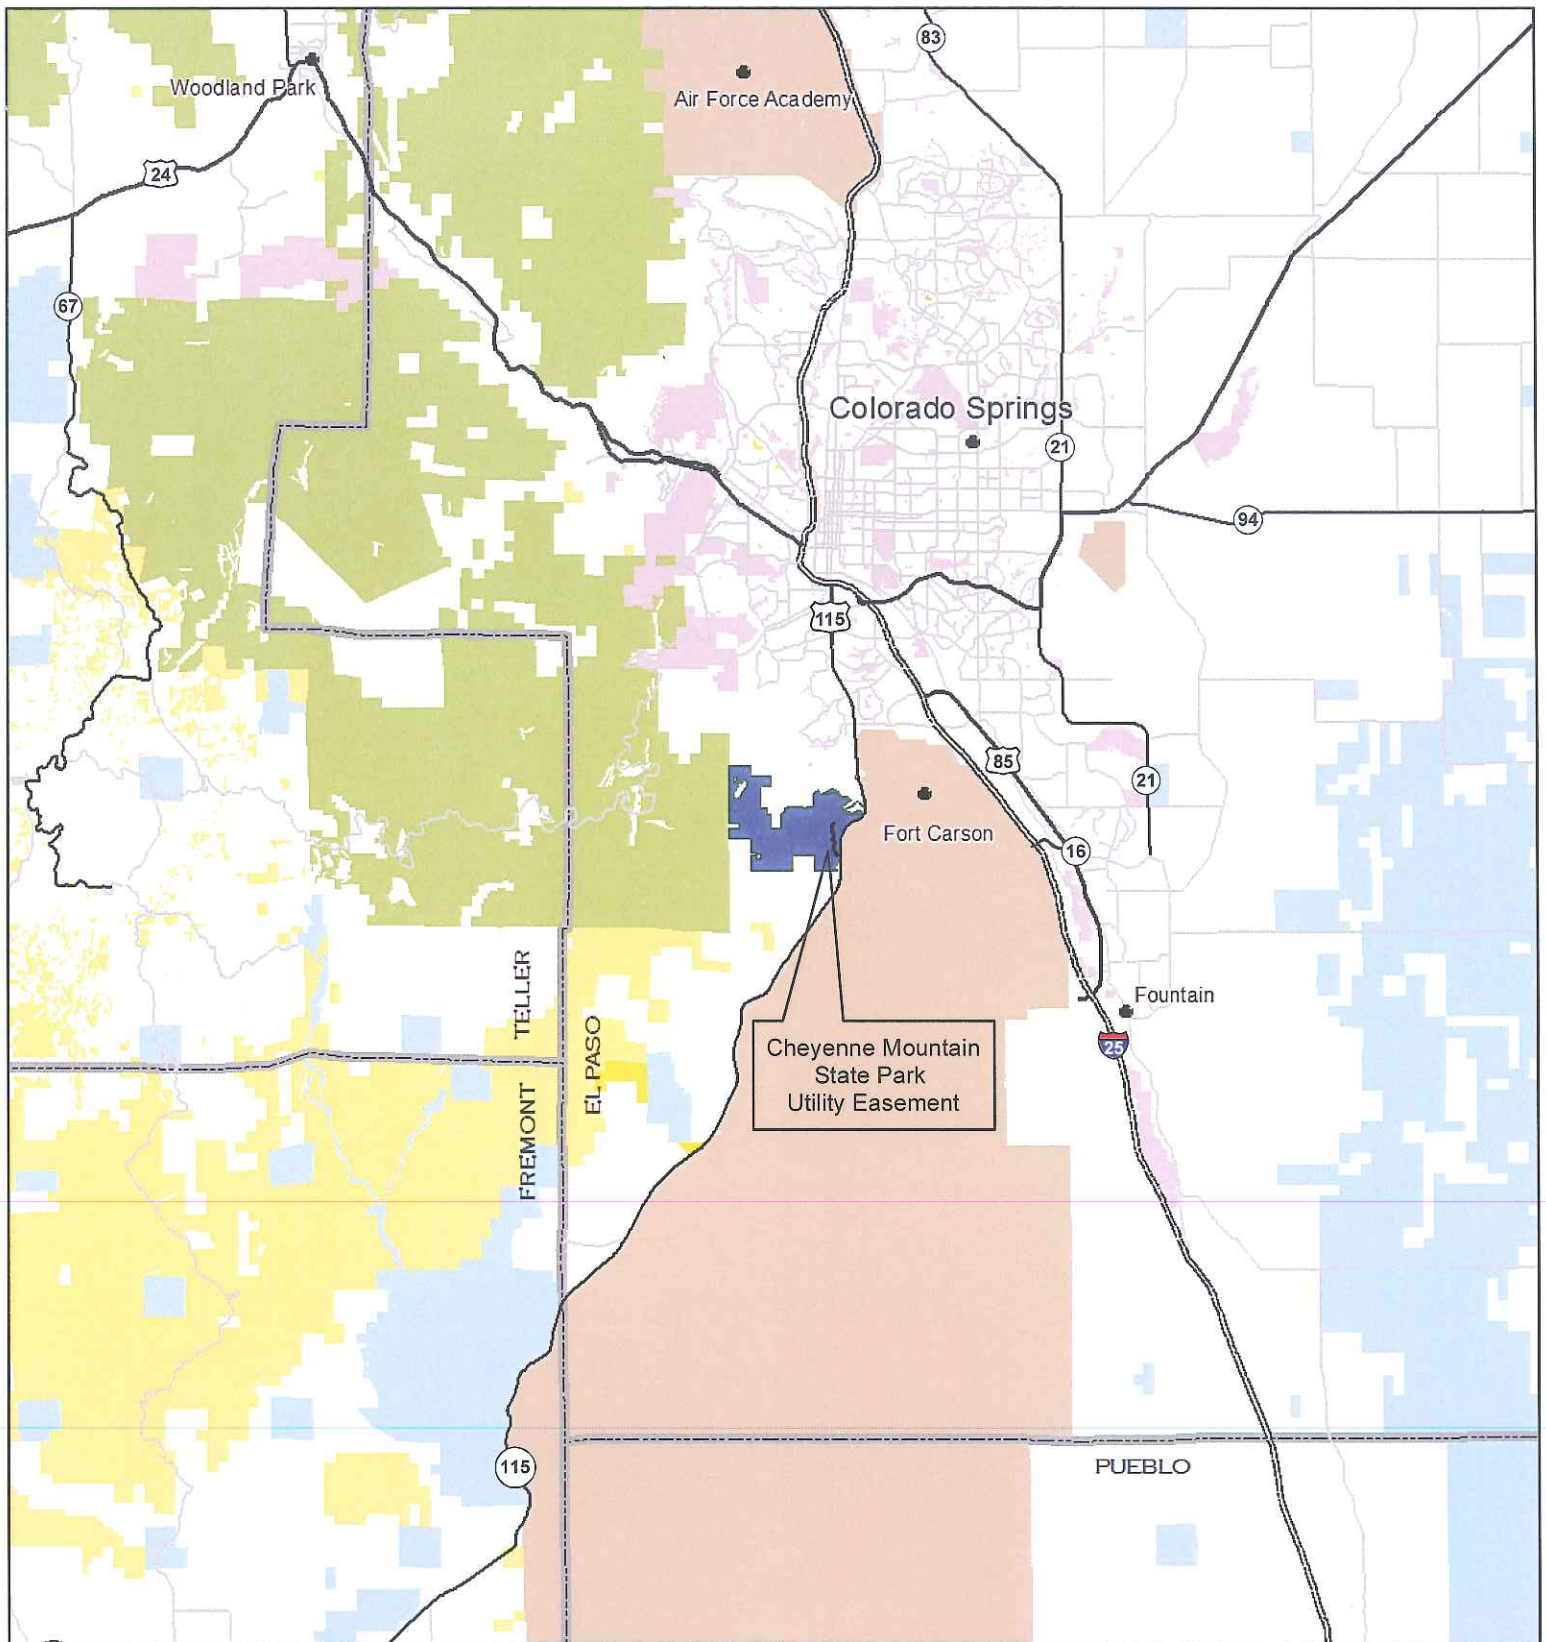 83
Woodland Park
Air Force Academy
24
67
Colorado Springs
21
94
115
85
21
Fort Carson
16
TELLER
EL PASO
Fountain
25
Cheyenne Mountain
State Park
Utility Easement
FREMONT
115
PUEBLO